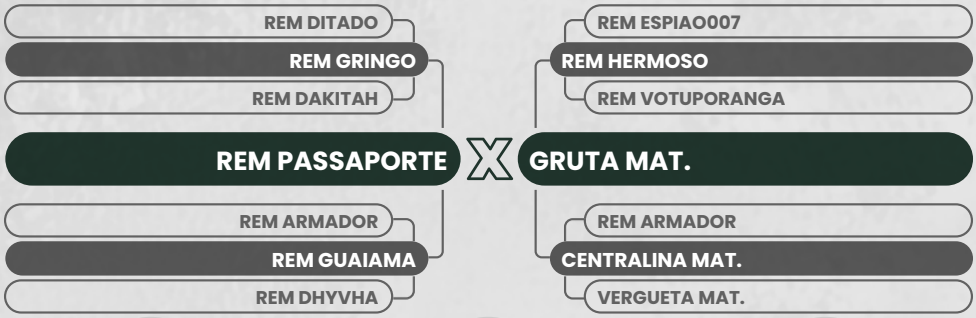 REM DITADO
REM GRINGO
REM DAKITAH
REM PASSAPORTE
REM ARMADOR
REM GUAIAMA
REM DHYVHA
X
REM ESPIAO007
REM HERMOSO
REM VOTUPORANGA
GRUTA MAT.
REM ARMADOR
CENTRALINA MAT.
VERGUETA MAT.